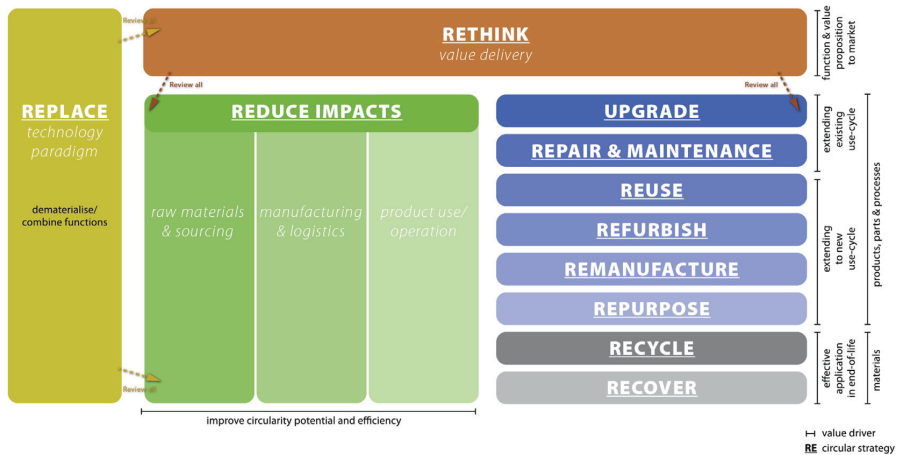 Review all
RETHINK
value delivery
function & value
proposition
to market
Review all
Review all
REPLACE
technology
paradigm
dematerialise/
combine functions
REDUCE IMPACTS
raw materials
& sourcing
manufacturing
& logistics
product use/
operation
UPGRADE
REPAIR & MAINTENANCE
REUSE
REFURBISH
REMANUFACTURE
REPURPOSE
RECYCLE
RECOVER
extending
existing
use-cycle
extending
to new
use-cycle
products, parts & processes
effective
application
in end-of-life
materials
Review all
improve circularity potential and efficiency
value driver
RE circular strategy